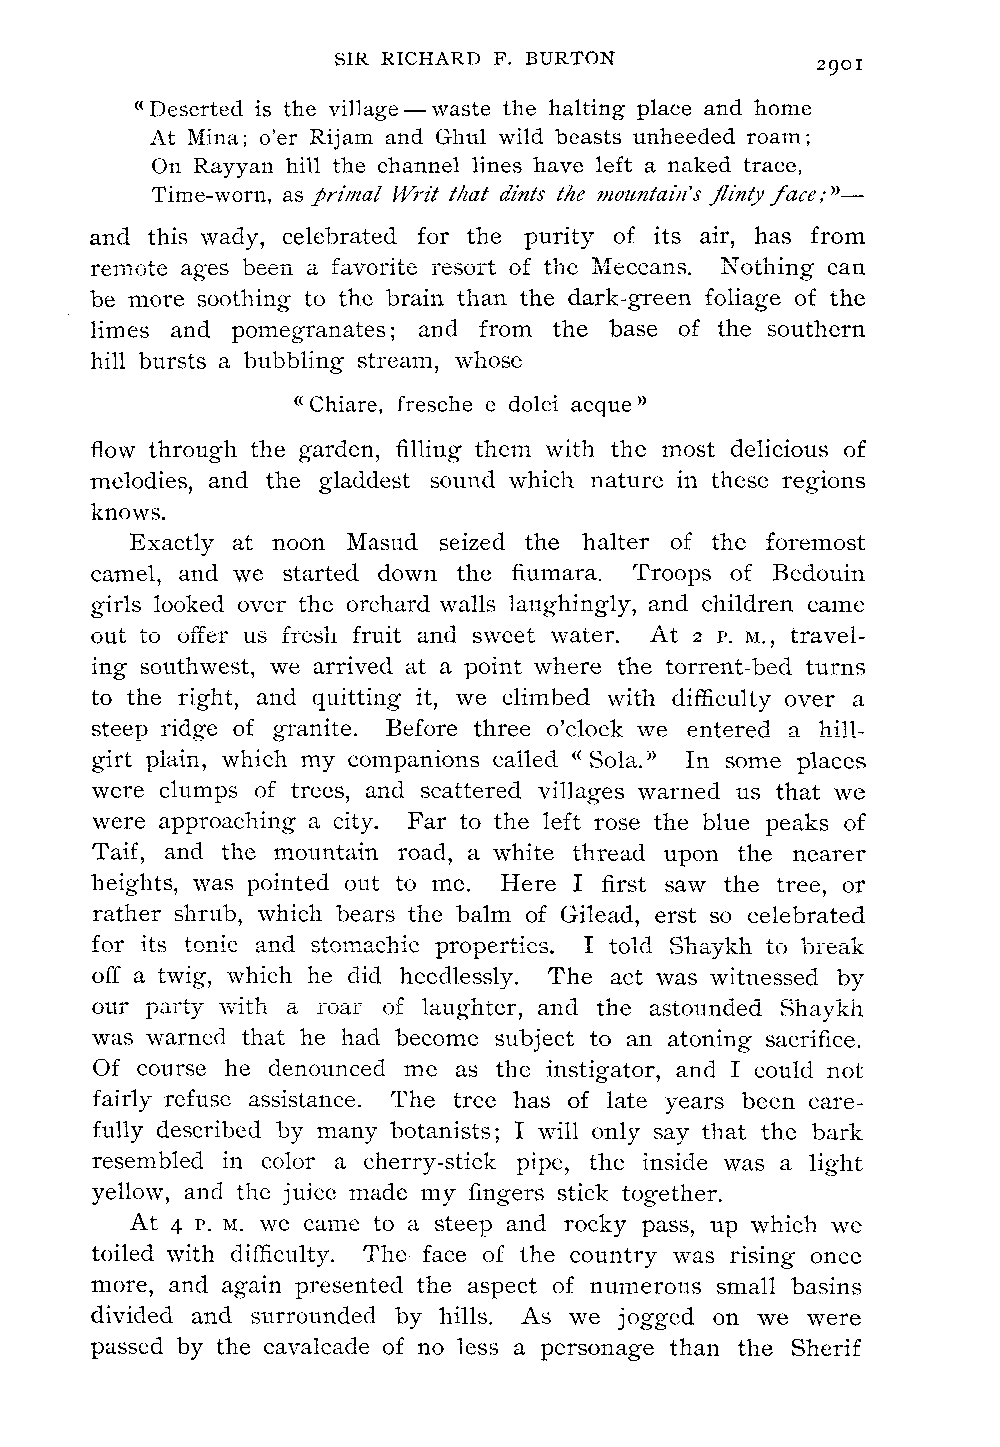 SIR RICHARD F. BURTON 2901
« Deserted is the village — waste the halting place and home
At Mina; o'er Rijam and Ghul wild beasts unheeded roam;
On Rayyan hill the channel lines have left a naked trace,
Time-worn, as primal Writ that dints the mountain's flinty face; » —
and this wady, celebrated for the purity of its air, has from
remote ages been a favorite resort of the Meccans. Nothing can
be more soothing to the brain than the dark-green foliage of the
limes and pomegranates; and from the base of the southern
hill bursts a bubbling stream, whose
« Chiare, fresche e dolci acque »
flow through the garden, filling them with the most delicious of
melodies, and the gladdest sound which nature in these regions
knows.
Exactly at noon Masud seized the halter of the foremost
camel, and we started down the fiumara. Troops of Bedouin
girls looked over the orchard walls laughingly, and children came
out to offer us fresh fruit and sweet water. At 2 P. M., travel-
ing southwest, we arrived at a point where the torrent-bed turns
to the right, and quitting it, we climbed with difficulty over a
steep ridge of granite. Before three o'clock we entered a hill-
girt plain, which my companions called « Sola. » In some places
were clumps of trees, and scattered villages warned us that we
were approaching a city. Far to the left rose the blue peaks of
Taif, and the mountain road, a white thread upon the nearer
heights, was pointed out to me. Here I first saw the tree, or
rather shrub, which bears the balm of Gilead, erst so celebrated
for its tonic and stomachic properties. I told Shaykh to break
off a twig, which he did heedlessly. The act was witnessed by
our party with a roar of laughter, and the astounded Shaykh
was warned that he had become subject to an atoning sacrifice.
Of course he denounced me as the instigator, and I could not
fairly refuse assistance. The tree has of late years been care-
fully described by many botanists; I will only say that the bark
resembled in color a cherry-stick pipe, the inside was a light
yellow, and the juice made my fingers stick together.
At 4 P. M. we came to a steep and rocky pass, up which we
toiled with difficulty. The face of the country was rising once
more, and again presented the aspect of numerous small basins
divided and surrounded by hills. As we jogged on we were
passed by the cavalcade of no less a personage than the Sherif